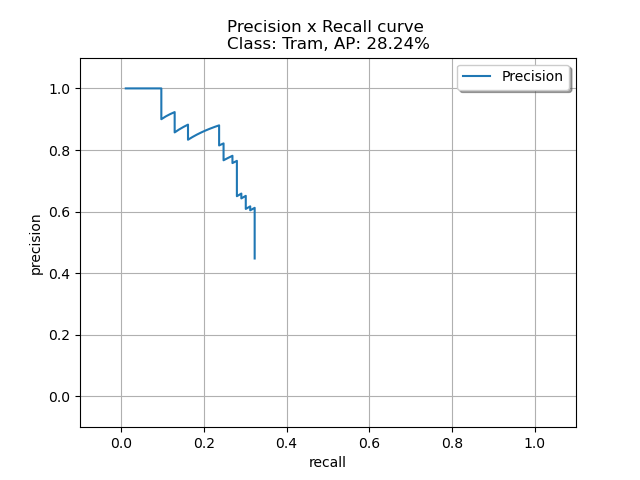 Precision x Recall curve
Class: Tram, AP: 28.24%
Precision
1.0
0.8
0.6
0.4
0.2
0.0
precision
0.0 0.2 0.4 0.6 0.8 1.0
recall